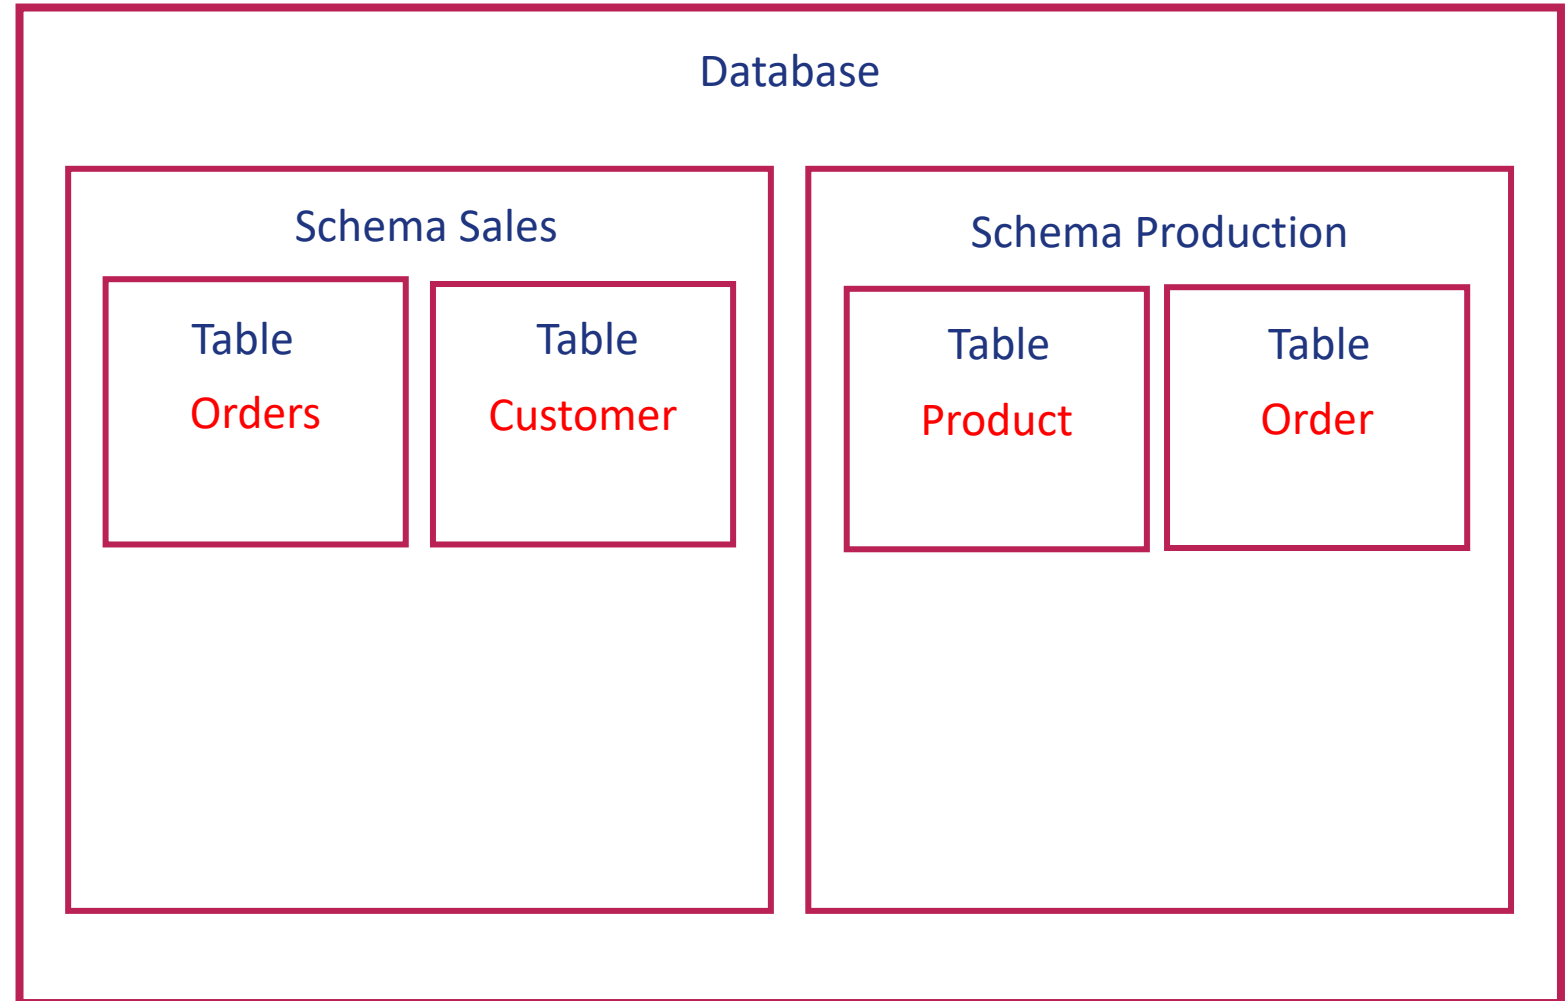 Database
Schema Sales
Table
Orders
Table
Customer
Schema Production
Table
Product
Table
Order